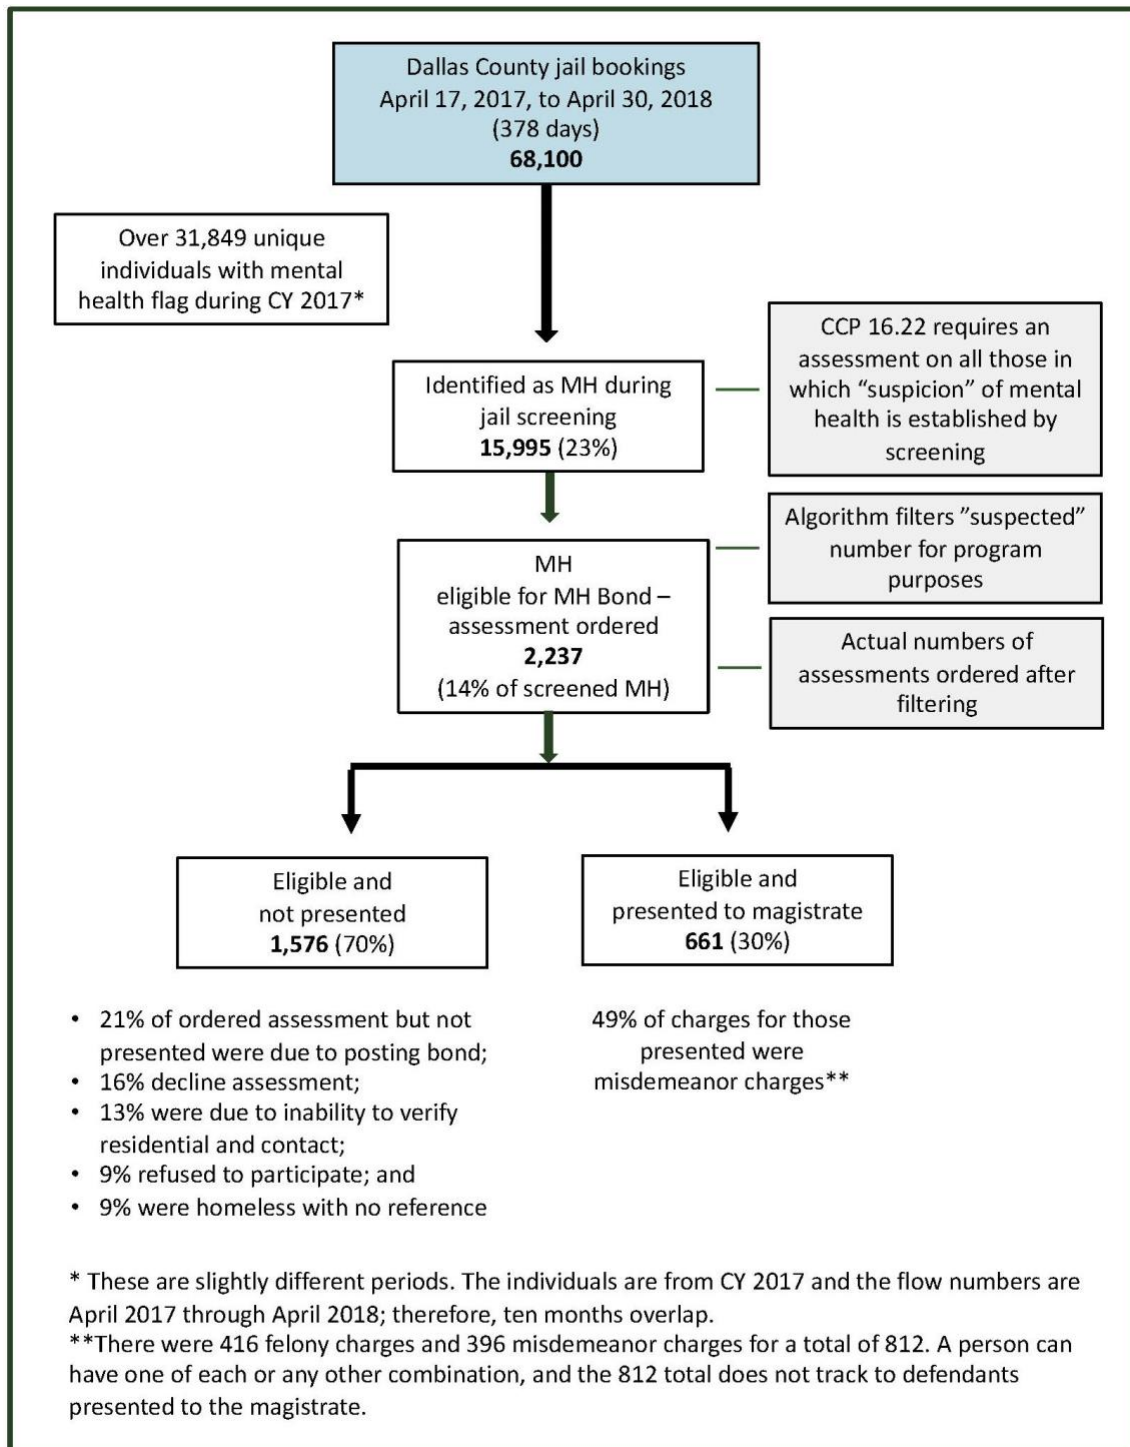 Dallas County jail bookings
April 17, 2017, to April 30, 2018
(378 days)
68,100
Over 31,849 unique
individuals with mental
health flag during CY 2017*
Identified as MH during
jail screening
15,995 (23%)
CCP 16.22 requires an
assessment on all those in
which “suspicion” of mental
health is established by
screening
MH
eligible for MH Bond –
assessment ordered
2,237
(14% of screened MH)
Algorithm filters ”suspected”
number for program
purposes
Actual numbers of
assessments ordered after
filtering
Eligible and
not presented
1,576 (70%)
Eligible and
presented to magistrate
661 (30%)
• 21% of ordered assessment but not
presented were due to posting bond;
• 16% decline assessment;
• 13% were due to inability to verify
residential and contact;
• 9% refused to participate; and
• 9% were homeless with no reference
49% of charges for those
presented were
misdemeanor charges**
* These are slightly different periods. The individuals are from CY 2017 and the flow numbers are
April 2017 through April 2018; therefore, ten months overlap.
**There were 416 felony charges and 396 misdemeanor charges for a total of 812. A person can
have one of each or any other combination, and the 812 total does not track to defendants
presented to the magistrate.